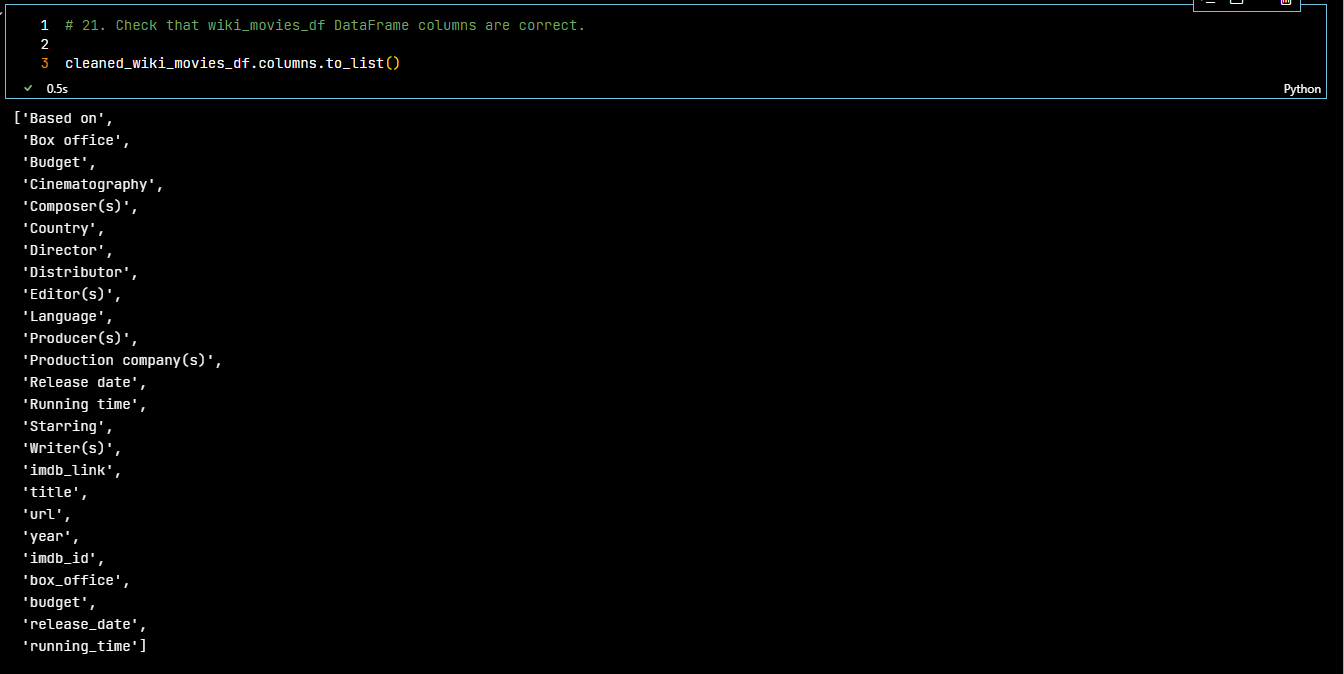 1 # 21. Check that wiki_movies_df DataFrame columns are correct.
2
3 cleaned_wiki_movies_df.columns.to_list()
0.5s
Python
['Based on',
'Box office',
'Budget',
'Cinematography',
'Composer(s)',
'Country',
'Director',
'Distributor',
'Editor(s)',
'Language',
'Producer(s)',
'Production company(s)',
'Release date',
'Running time',
'Starring',
'Writer(s)',
'imdb_link',
'title',
'url',
'year',
'imdb_id',
'box_office',
'budget',
'release_date',
'running_time']